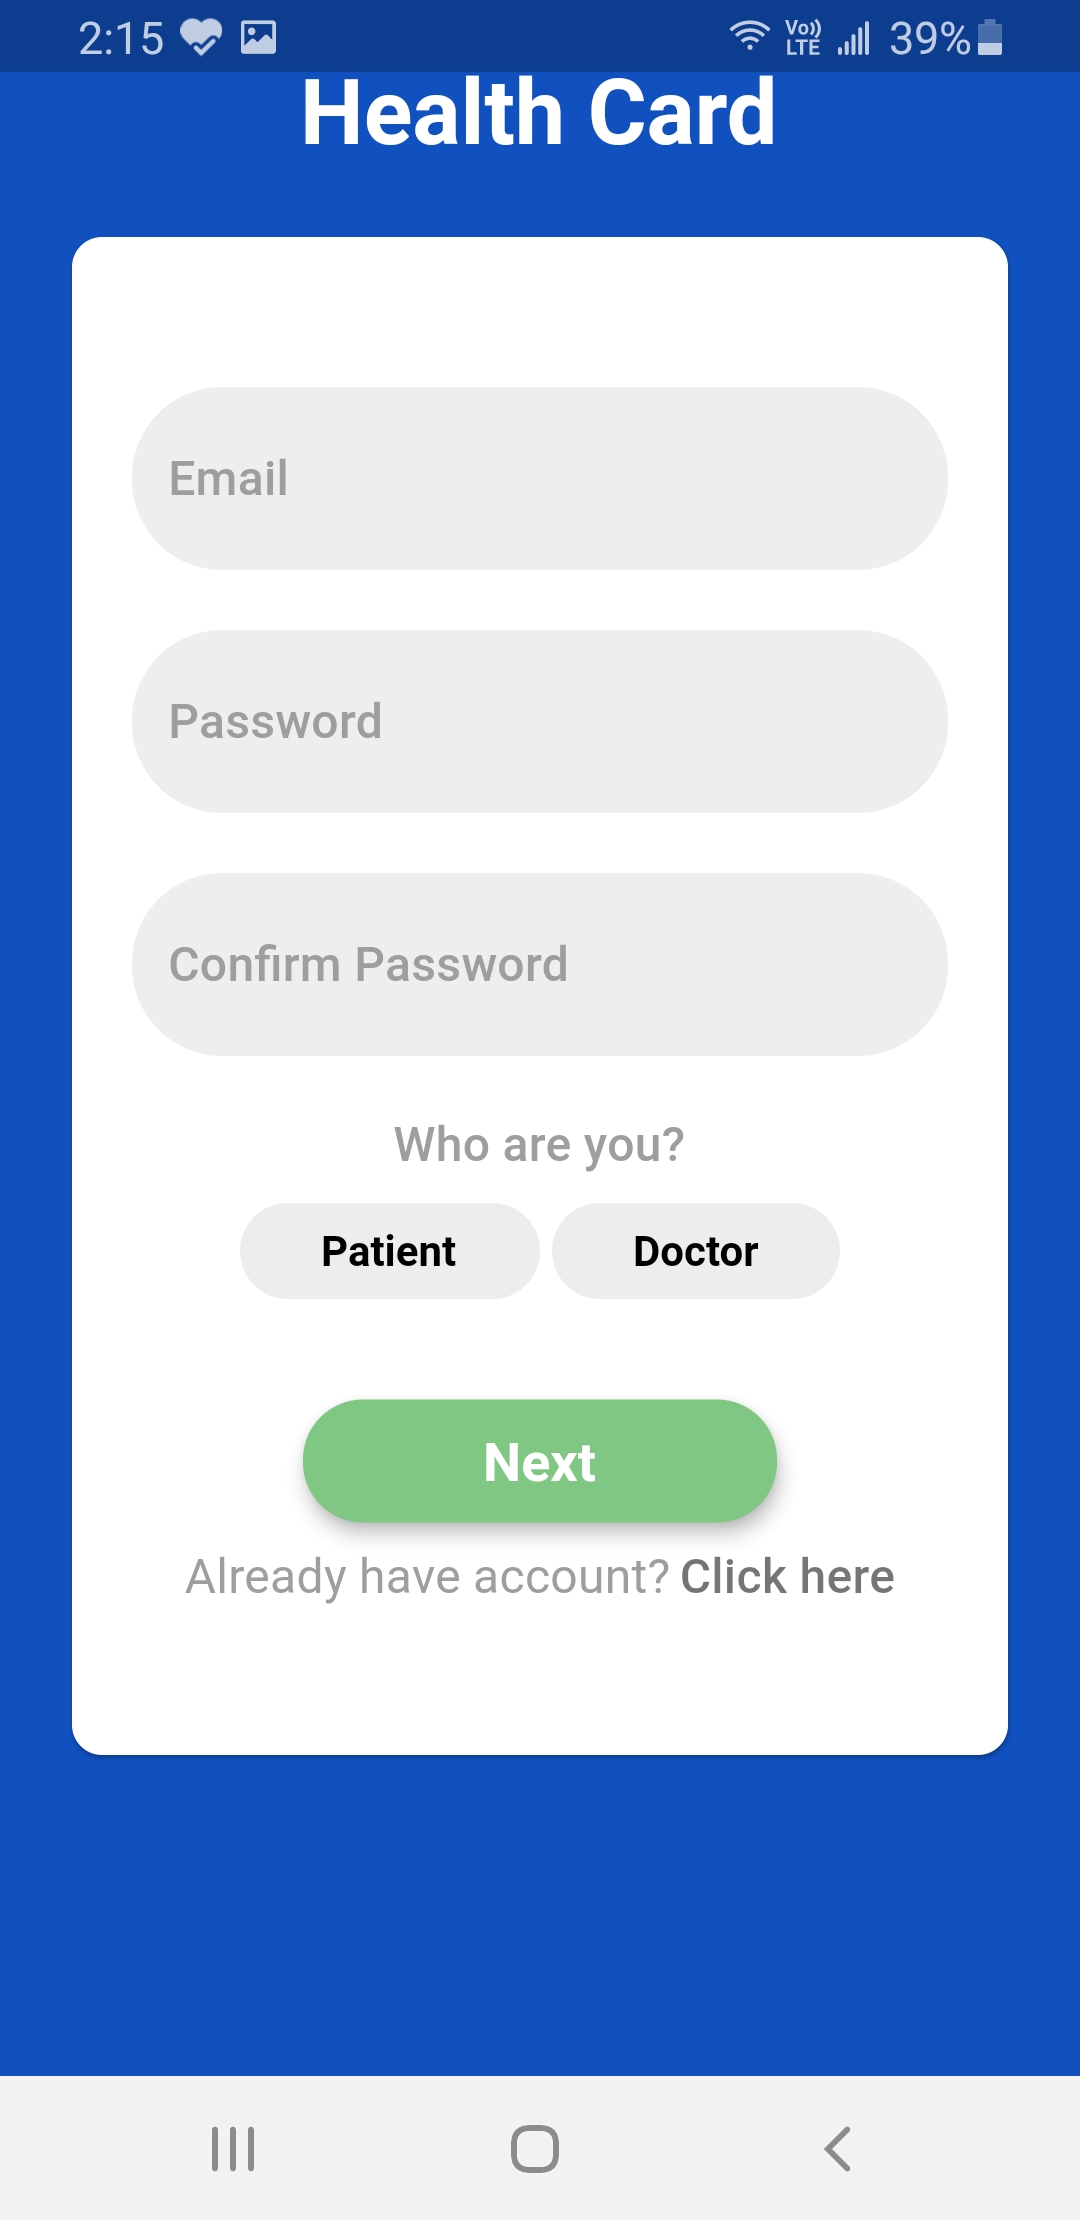 2:15 Vo)) LTE 39%
Health Card
Email
Password
Confirm Password
Who are you?
Patient Doctor
Next
Already have account? Click here